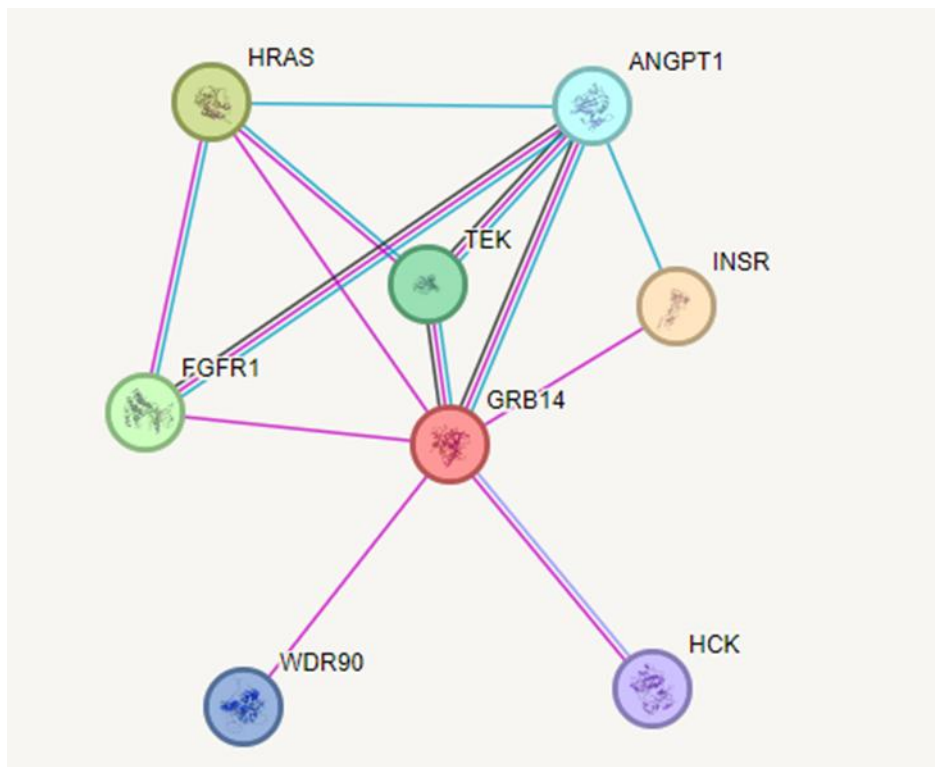 HRAS
ANGPT1
TEK
INSR
FGFR1
GRB14
WDR90
HCK